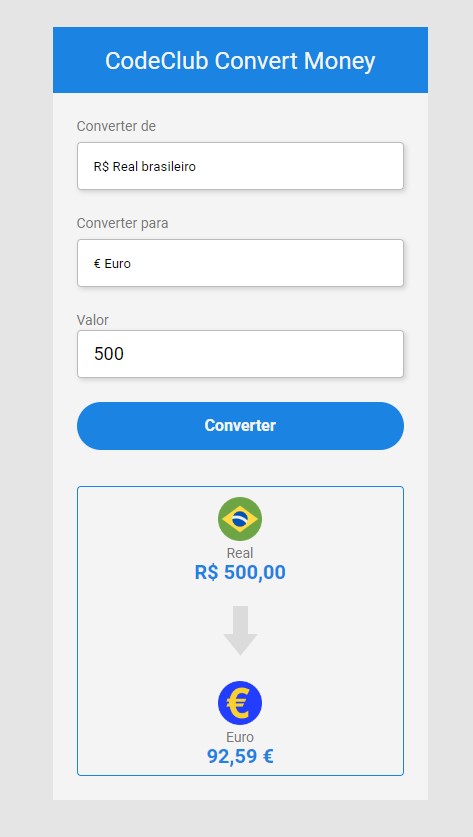 CodeClub Convert Money
Converter de
R$ Real brasileiro
Converter para
€ Euro
Valor
500
Converter
Real
R$ 500,00
€
Euro
92,59 €